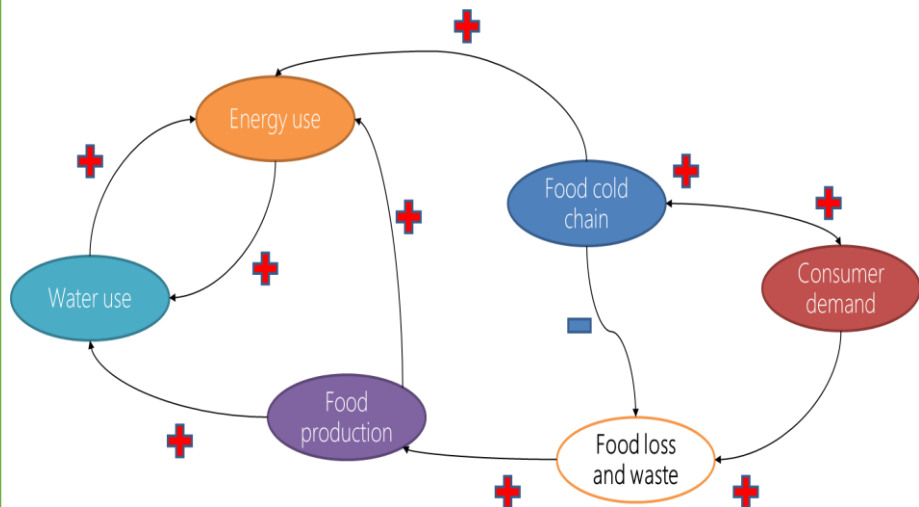 Energy use
Food cold
chain
Consumer
demand
Water use
Food
production
Food loss
and waste